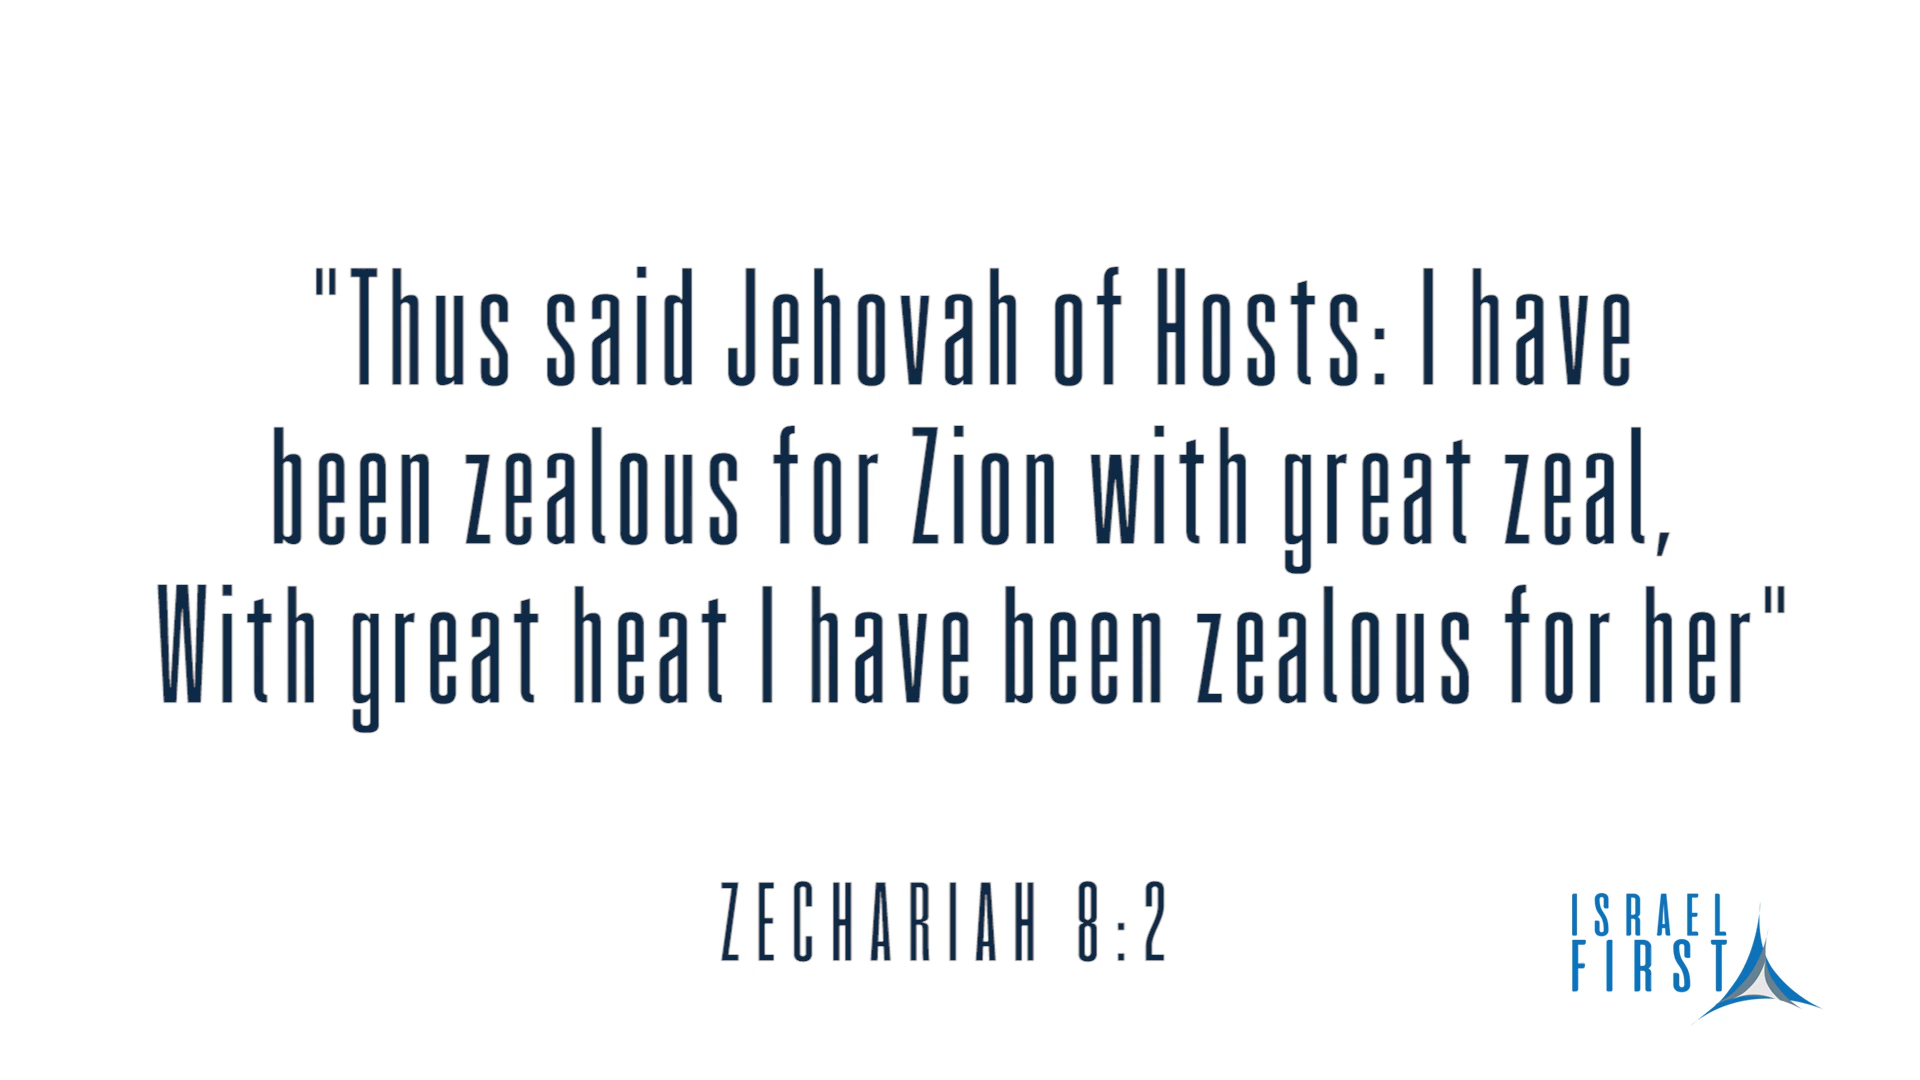 "Thus said Jehovah of Hosts: I have
been zealous for Zion with great zeal,
With great heat I have been zealous for her"
ZECHARIAH 8:2
ISRAEL
FIRST